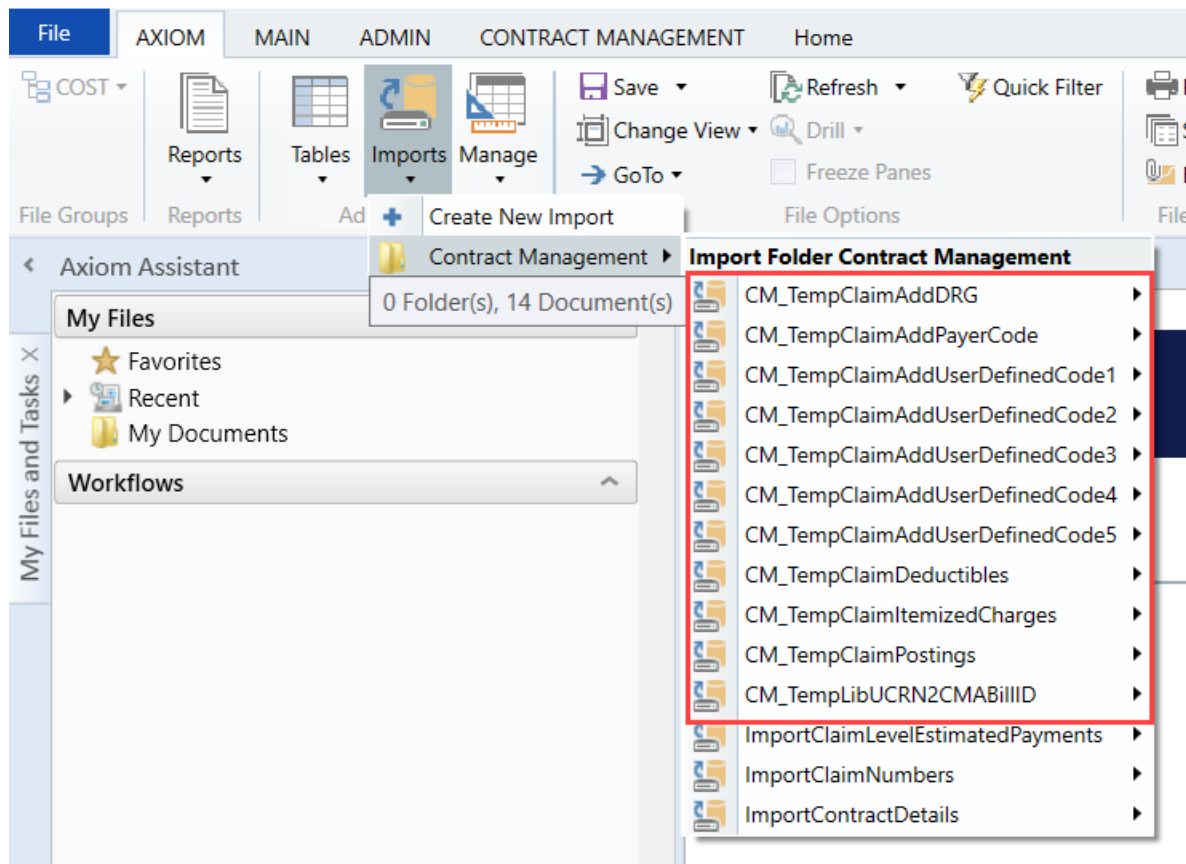 File AXIOM MAIN ADMIN CONTRACT MANAGEMENT Home
COST Save Refresh Quick Filter
Change View Drill
Reports Tables Imports Manage
GoTo Freeze Panes
File Groups Reports Ad File Options File
Create New Import
Contract Management
0 Folder(s), 14 Document(s)
Import Folder Contract Management
CM_TempClaimAddDRG
CM_TempClaimAddPayerCode
CM_TempClaimAddUserDefinedCode1
CM_TempClaimAddUserDefinedCode2
CM_TempClaimAddUserDefinedCode3
CM_TempClaimAddUserDefinedCode4
CM_TempClaimAddUserDefinedCode5
CM_TempClaimDeductibles
CM_TempClaimItemizedCharges
CM_TempClaimPostings
CM_TempLibUCRN2CMABillID
ImportClaimLevelEstimatedPayments
ImportClaimNumbers
ImportContractDetails
Axiom Assistant
My Files
Favorites
Recent
My Documents
Workflows
My Files and Tasks